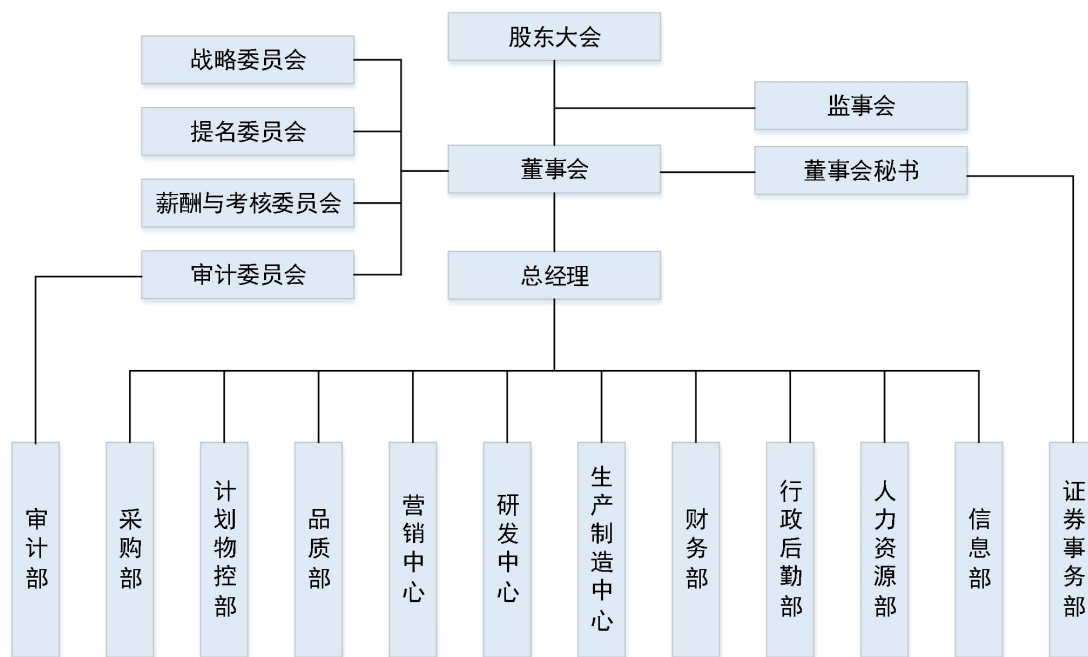 股东大会
战略委员会
监事会
提名委员会
董事会
董事会秘书
薪酬与考核委员会
审计委员会
总经理
审计部
采购部
计划物控部
品质部
营销中心
研发中心
生产制造中心
财务部
行政后勤部
人力资源部
信息部
证券事务部